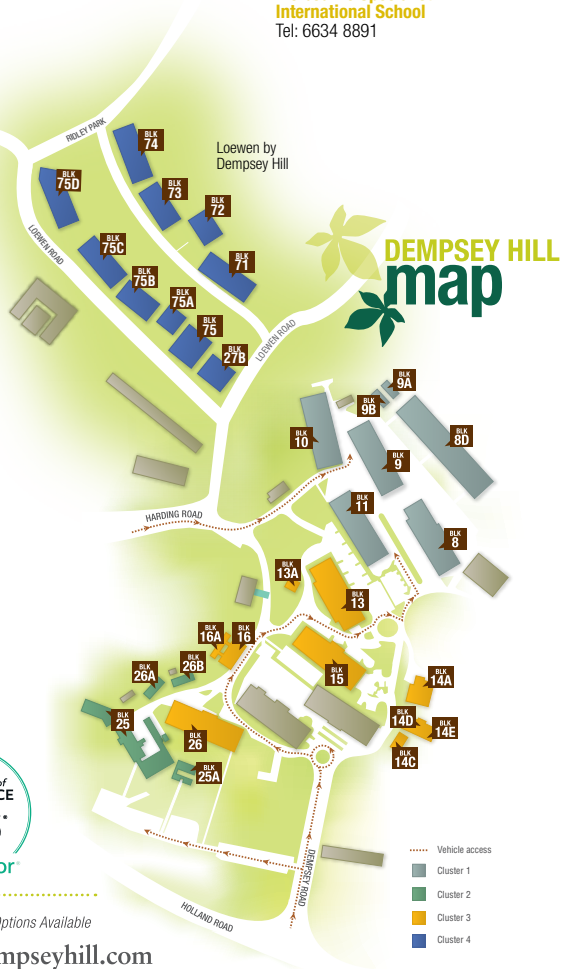 International School
Tel: 6634 8891
RIDLEY PARK
BLK
74
Loewen by
Dempsey Hill
BLK
75D
BLK
73
BLK
72
LOEWEN ROAD
BLK
75C
BLK
71
DEMPSEY HILL
map
BLK
75B
BLK
75A
BLK
75
BLK
27B
LOEWEN ROAD
BLK
9A
BLK
9B
BLK
10
BLK
8D
BLK
9
BLK
11
HARDING ROAD
BLK
8
BLK
13A
BLK
13
BLK
16A
BLK
16
BLK
26A
BLK
26B
BLK
15
BLK
14A
BLK
25
BLK
26
BLK
14D
BLK
14E
BLK
14C
BLK
25A
of
CE
or
DEMPSEY ROAD
HOLLAND ROAD
Vehicle access
Cluster 1
Cluster 2
Cluster 3
Cluster 4
Options Available
mpseyhill.com